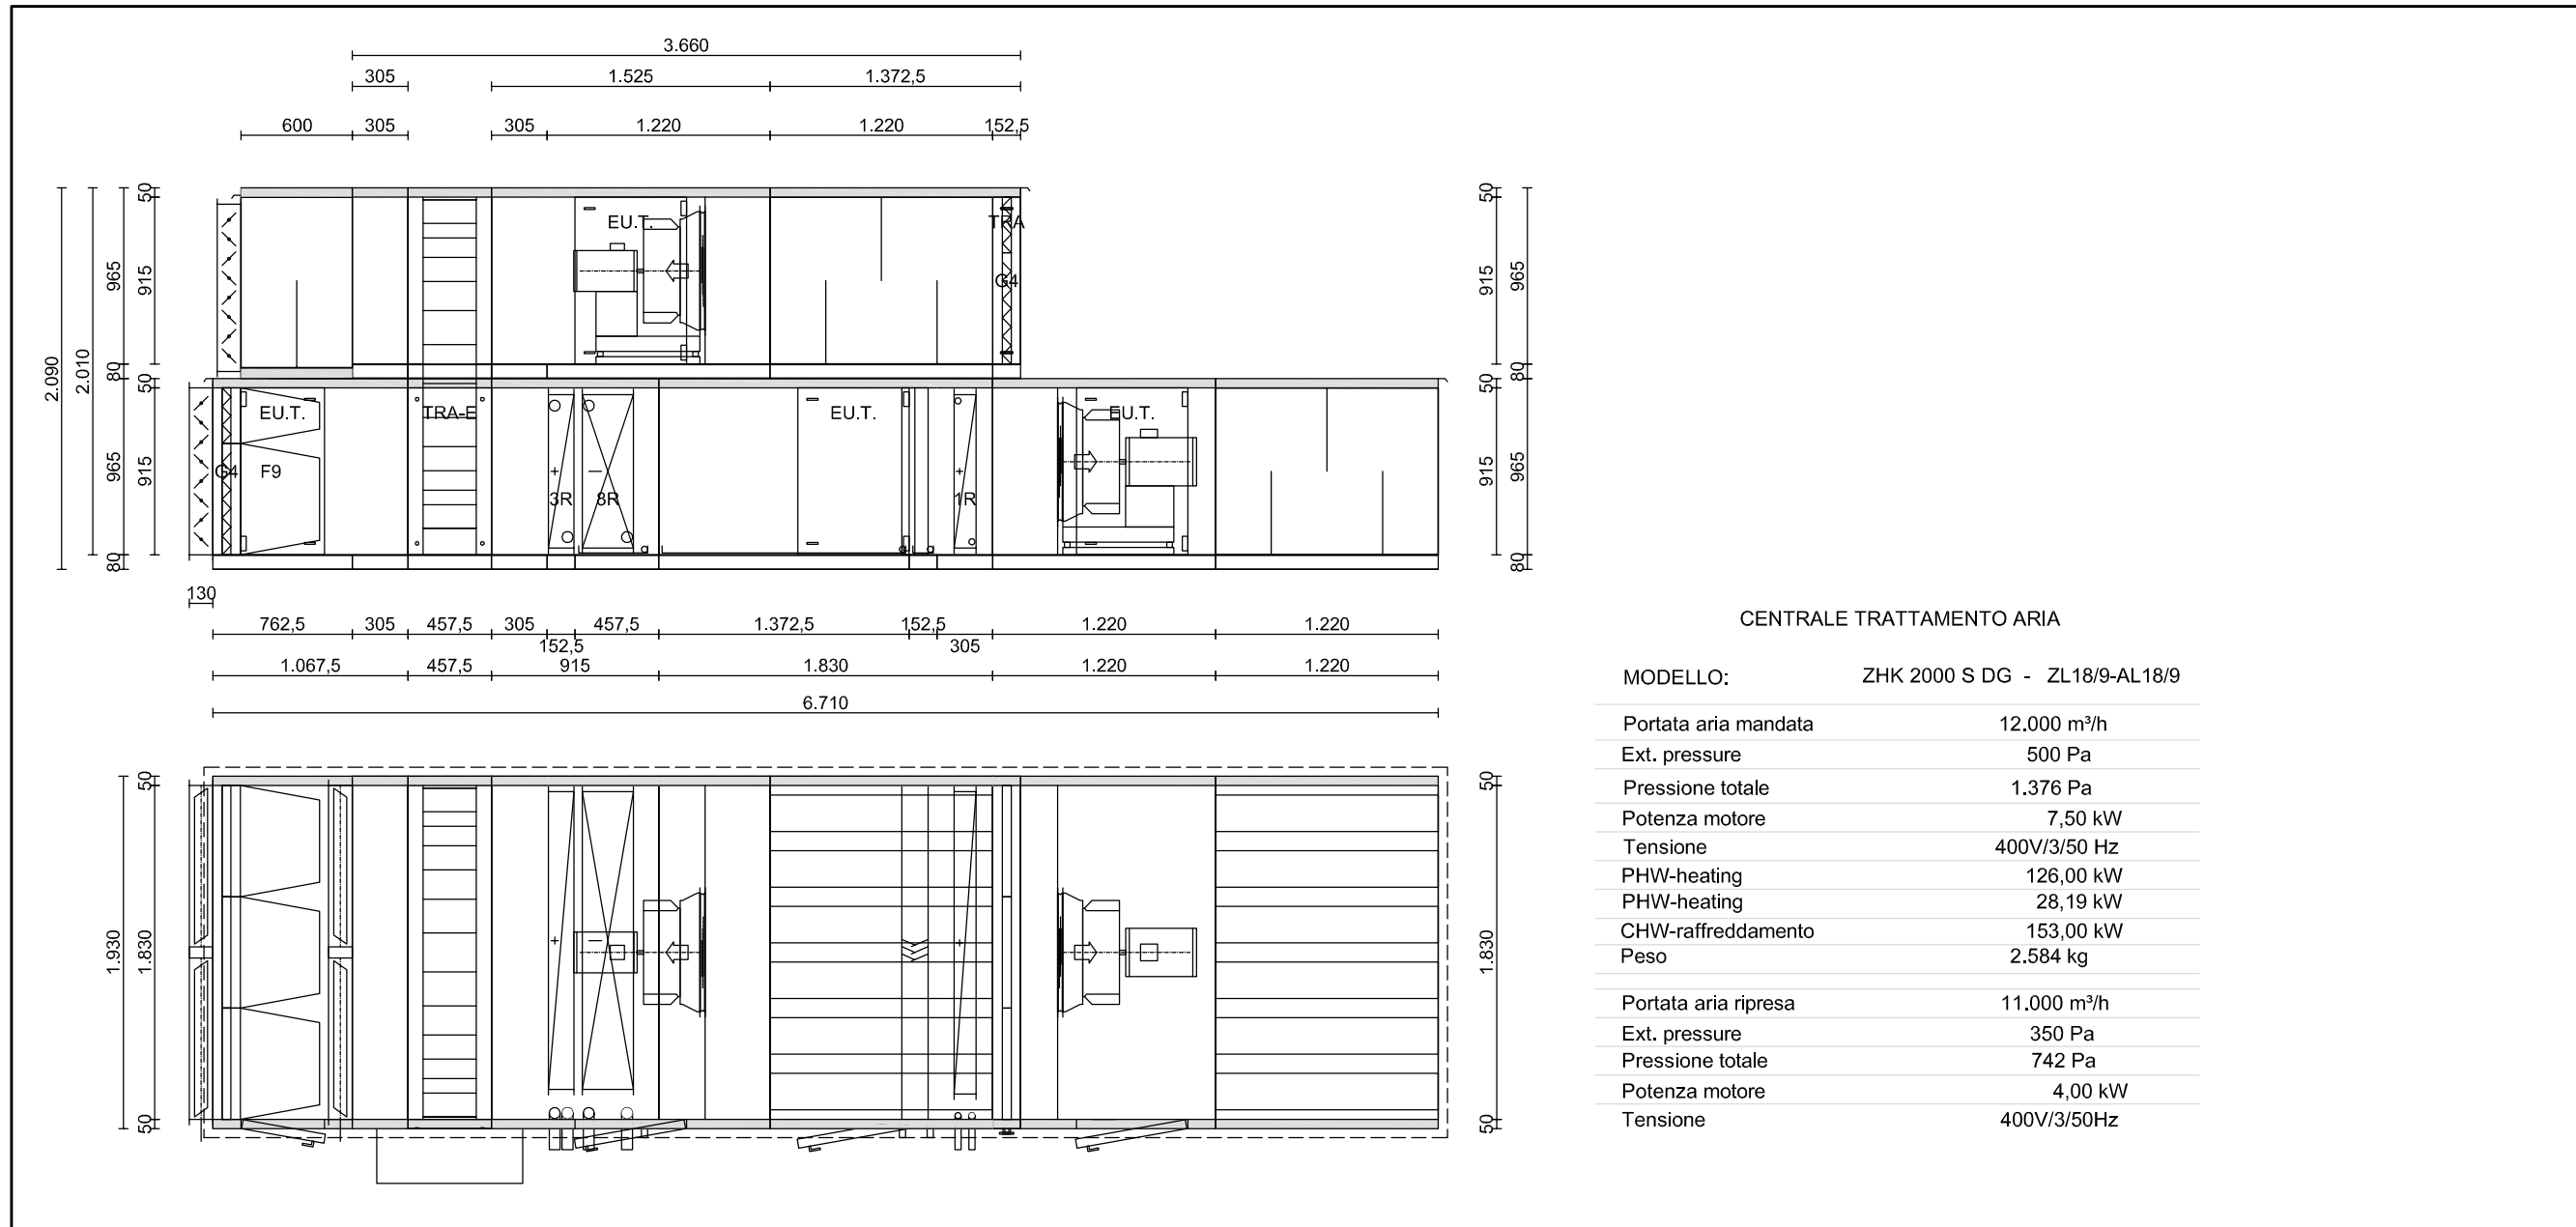 3.660
305 1.525 1.372,5
600 305 305 1.220 1.220 152,5
2.090
2.010
965
80
965
80
50
915
50
915
EU.T.
TRA
G4
50
915
50
915
965
80
965
80
EU.T.
TRA-E
EU.T.
EU.T.
G4
F9
+
3R
8R
+
1R
130
762,5 305 457,5 305 457,5 1.372,5 152,5 1.220 1.220
152,5 305
1.067,5 457,5 915 1.830 1.220 1.220
6.710
1.930
50
1.830
50
+
+
50
1.830
50
CENTRALE TRATTAMENTO ARIA
MODELLO: ZHK 2000 S DG - ZL18/9-AL18/9
Portata aria mandata 12.000 m³/h
Ext. pressure 500 Pa
Pressione totale 1.376 Pa
Potenza motore 7,50 kW
Tensione 400V/3/50 Hz
PHW-heating 126,00 kW
PHW-heating 28,19 kW
CHW-raffreddamento 153,00 kW
Peso 2.584 kg
Portata aria ripresa 11.000 m³/h
Ext. pressure 350 Pa
Pressione totale 742 Pa
Potenza motore 4,00 kW
Tensione 400V/3/50Hz